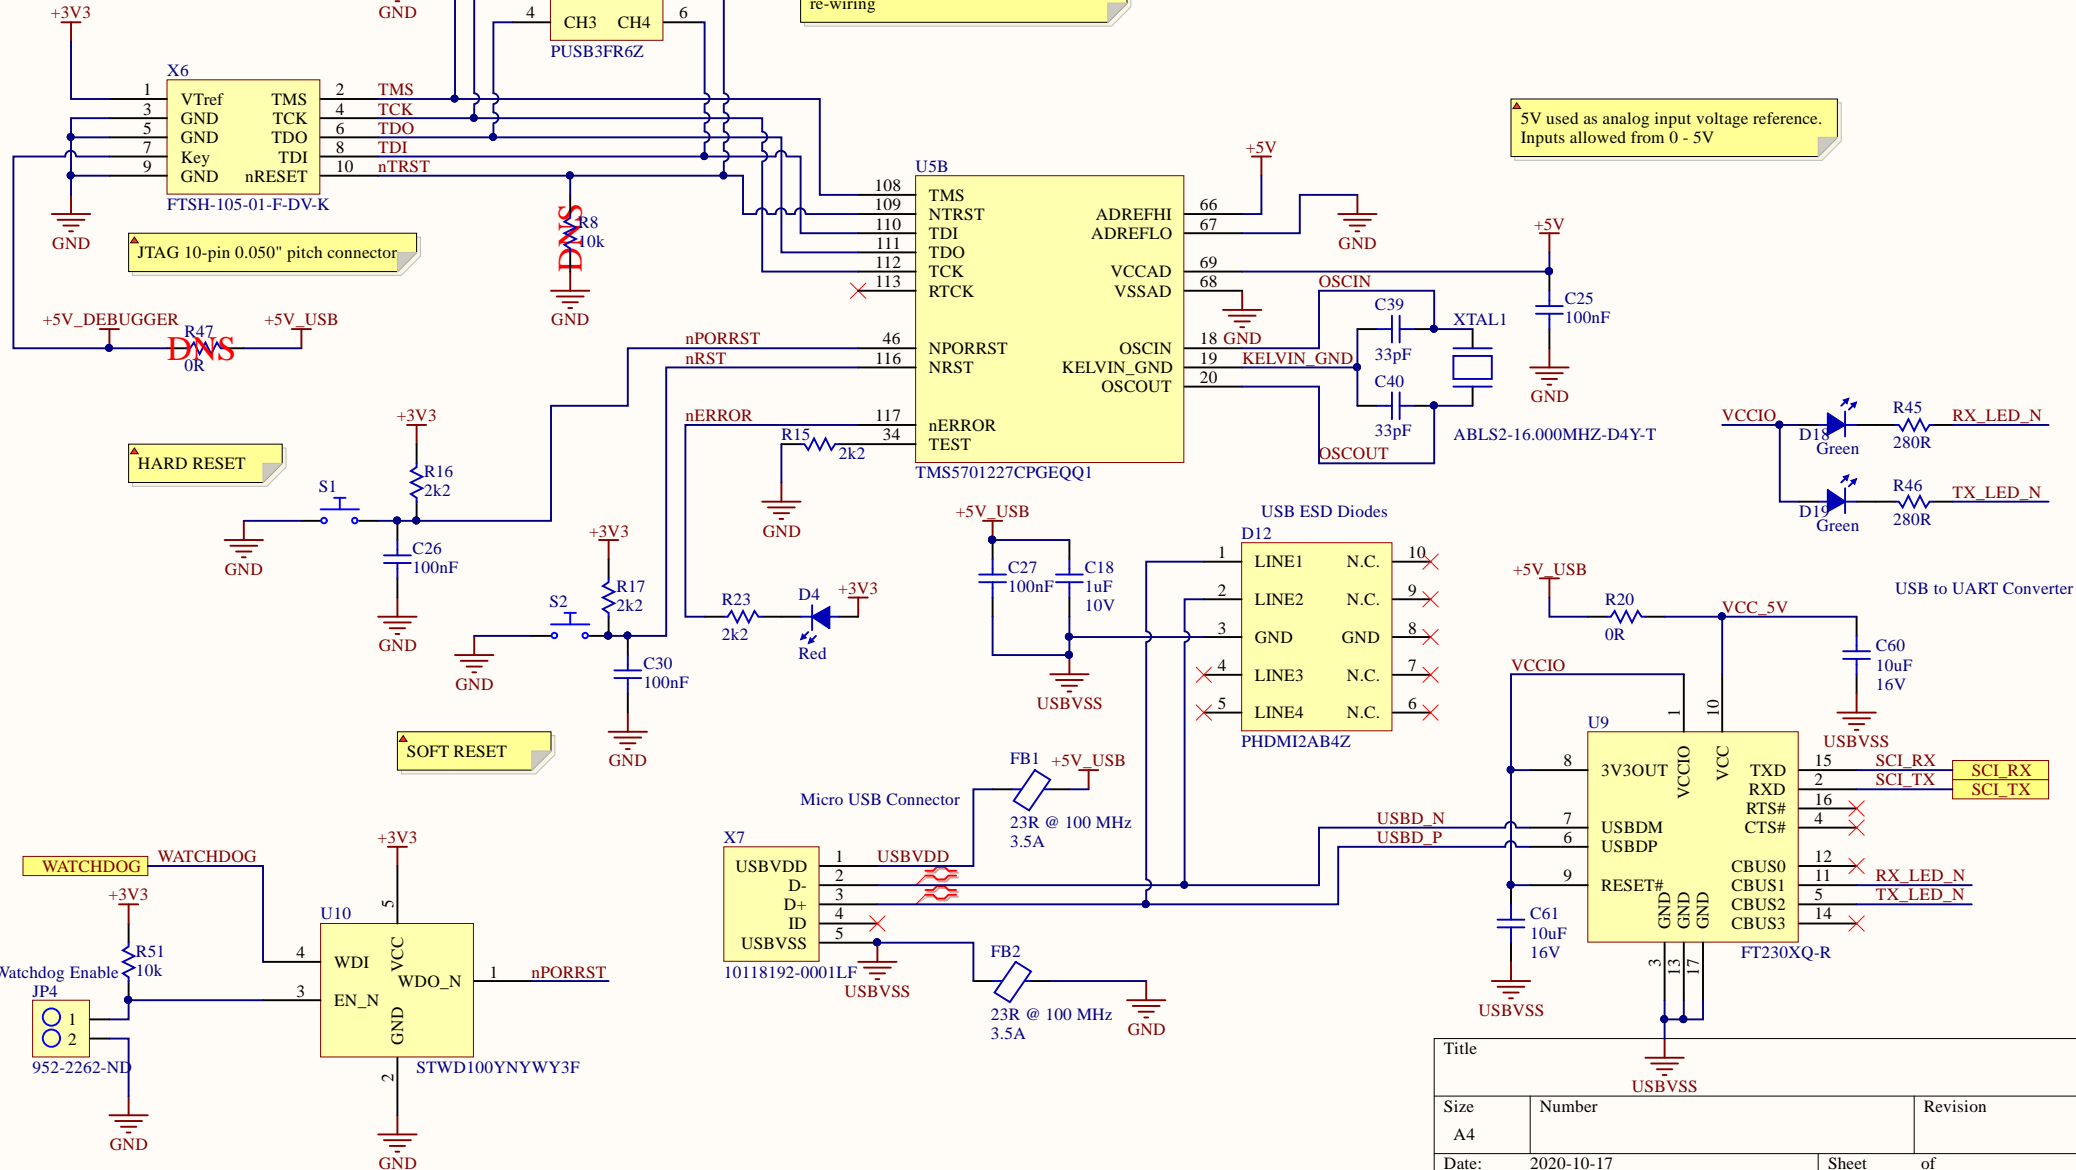 re-wiring
+3V3
GND
4 CH3 CH4 6
PUSB3FR6Z
X6
1 VTref TMS 2 TMS
3 GND TCK 4 TCK
5 GND TDO 6 TDO
7 Key TDI 8 TDI
9 GND nRESET 10 nTRST
FTSH-105-01-F-DV-K
GND
JTAG 10-pin 0.050" pitch connector
DNS
R8
10k
GND
+5V_DEBUGGER
R47
DNS
0R
+5V_USB
5V used as analog input voltage reference.
Inputs allowed from 0 - 5V
U5B
108 TMS
109 NTRST
110 TDI
111 TDO
112 TCK
113 RTCK
nPORRST 46 NPORRST
nRST 116 NRST
nERROR 117 nERROR
34 TEST
ADREFHI 66
ADREFLO 67
VCCAD 69
VSSAD 68
OSCIN 18
KELVIN_GND 19 KELVIN_GND
OSCOUT 20
TMS5701227CPGEQQ1
+5V
GND
+5V
GND
OSCIN
C39
33pF
C40
33pF
OSCOUT
XTAL1
ABLS2-16.000MHZ-D4Y-T
C25
100nF
GND
R15
2k2
GND
HARD RESET
S1
GND
+3V3
R16
2k2
C26
100nF
GND
S2
GND
+3V3
R17
2k2
C30
100nF
GND
SOFT RESET
R23
2k2
D4
Red
+3V3
VCCIO
D18
Green
R45
280R
RX_LED_N
D19
Green
R46
280R
TX_LED_N
+5V_USB
C27
100nF
C18
1uF
10V
USBVSS
USB ESD Diodes
D12
1 LINE1 N.C. 10
2 LINE2 N.C. 9
3 GND GND 8
4 LINE3 N.C. 7
5 LINE4 N.C. 6
PHDMI2AB4Z
USB to UART Converter
+5V_USB
R20
0R
VCC_5V
C60
10uF
16V
USBVSS
VCCIO
U9
1 VCCIO
10 VCC
8 3V3OUT
7 USBDM
6 USBDP
9 RESET#
TXD 15 SCI_RX SCI_RX
RXD 2 SCI_TX SCI_TX
RTS# 16
CTS# 4
CBUS0 12
CBUS1 11 RX_LED_N
CBUS2 5 TX_LED_N
CBUS3 14
GND GND GND
3 13 17
FT230XQ-R
USBVSS
C61
10uF
16V
USBVSS
USBD_N
USBD_P
Micro USB Connector
X7
USBVDD 1 USBVDD
D- 2
D+ 3
ID 4
USBVSS 5
10118192-0001LF
USBVSS
FB1
+5V_USB
23R @ 100 MHz
3.5A
FB2
23R @ 100 MHz
3.5A
GND
WATCHDOG WATCHDOG
+3V3
R51
10k
Watchdog Enable
JP4
1
2
952-2262-ND
GND
+3V3
U10
5 VCC
4 WDI
3 EN_N
WDO_N 1 nPORRST
GND 2
STWD100YNYWY3F
GND
Title
Size
A4
Number
Revision
Date:
2020-10-17
Sheet of